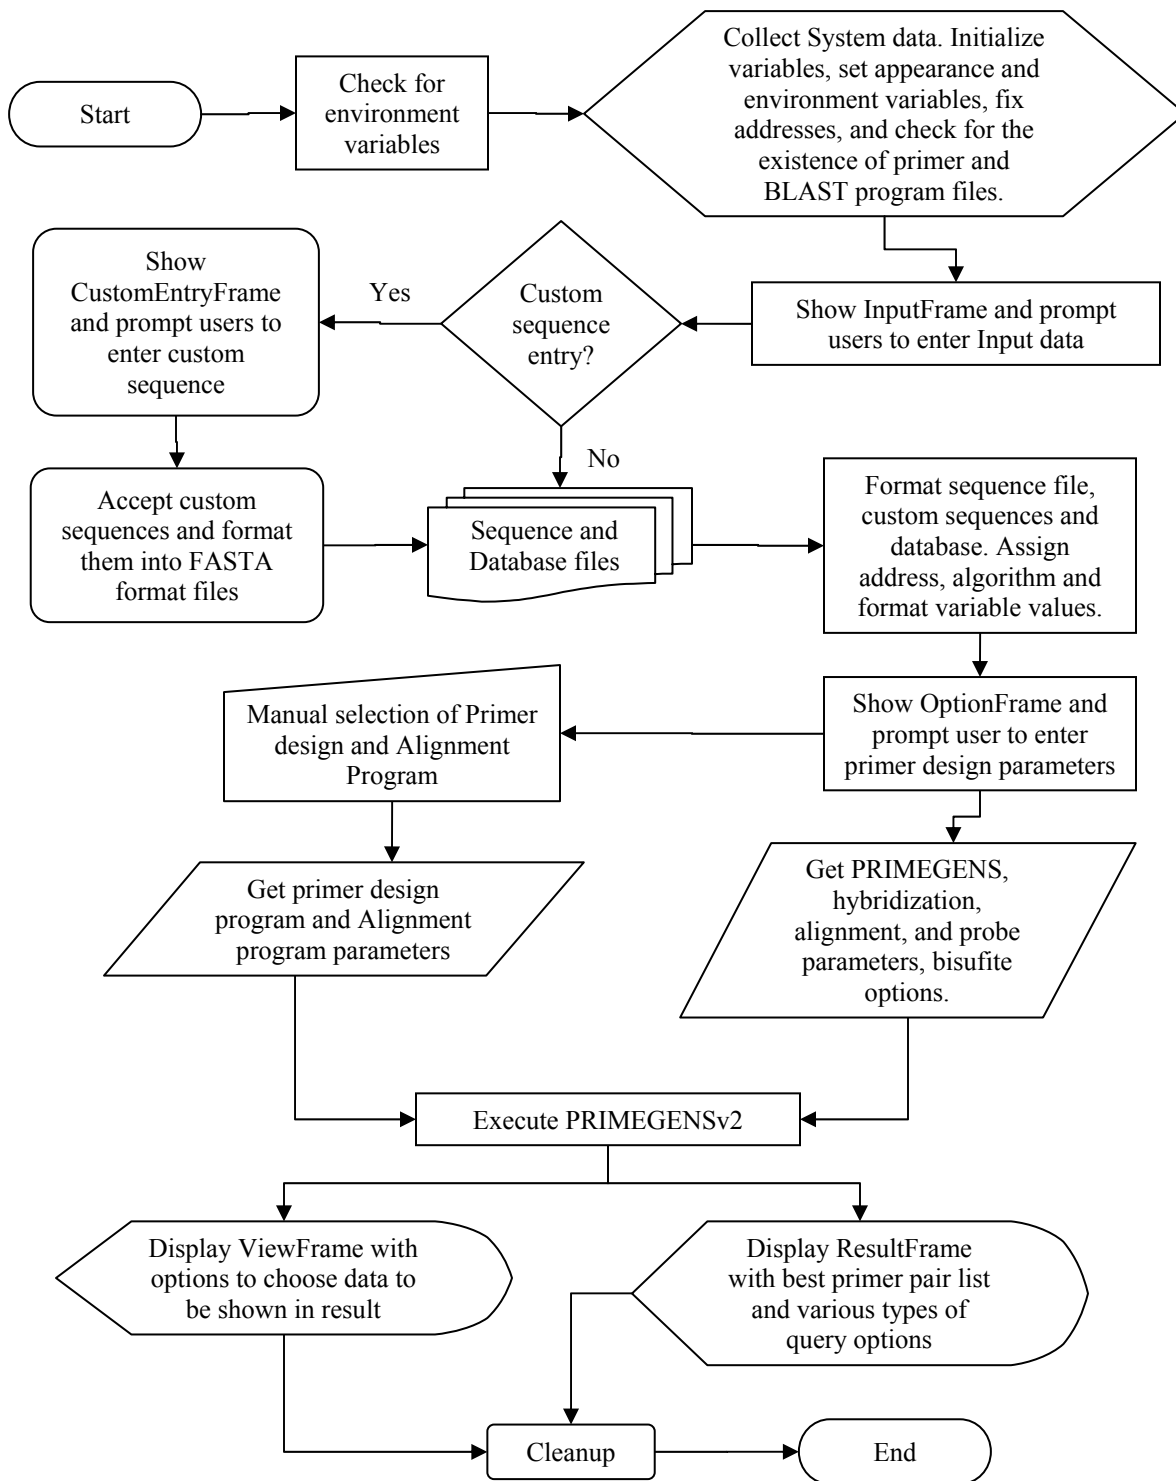 Start
Check for
environment
variables
Collect System data. Initialize
variables, set appearance and
environment variables, fix
addresses, and check for the
existence of primer and
BLAST program files.
Show
CustomEntryFrame
and prompt users to
enter custom
sequence
Yes
Custom
sequence
entry?
Show InputFrame and prompt
users to enter Input data
No
Accept custom
sequences and format
them into FASTA
format files
Sequence and
Database files
Format sequence file,
custom sequences and
database. Assign
address, algorithm and
format variable values.
Manual selection of Primer
design and Alignment
Program
Show OptionFrame and
prompt user to enter
primer design parameters
Get primer design
program and Alignment
program parameters
Get PRIMEGENS,
hybridization,
alignment, and probe
parameters, bisufite
options.
Execute PRIMEGENSv2
Display ViewFrame with
options to choose data to
be shown in result
Display ResultFrame
with best primer pair list
and various types of
query options
Cleanup
End